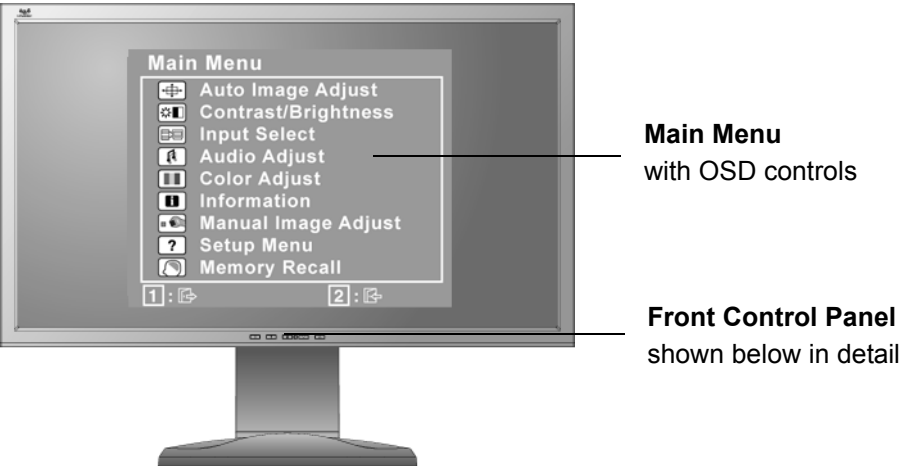 Main Menu
Auto Image Adjust
Contrast/Brightness
Input Select
Audio Adjust
Color Adjust
Information
Manual Image Adjust
? Setup Menu
Memory Recall
1 : 2 :
Main Menu
with OSD controls
Front Control Panel
shown below in detail